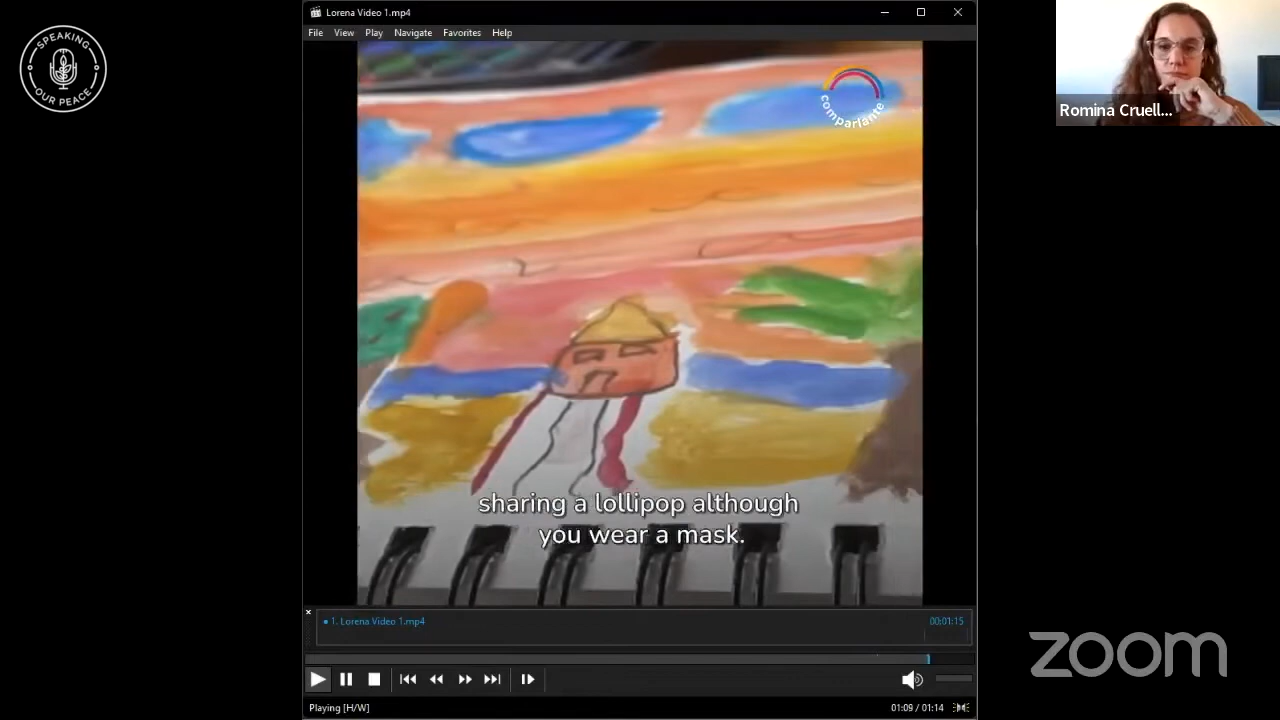 SPEAKING
OUR PEACE
Lorena Video 1.mp4
File View Play Navigate Favorites Help
compartante
Romina Cruell...
sharing a lollipop although
you wear a mask.
1. Lorena Video 1.mp4 00:01:15
Playing [H/W] 01:09 / 01:14
zoom